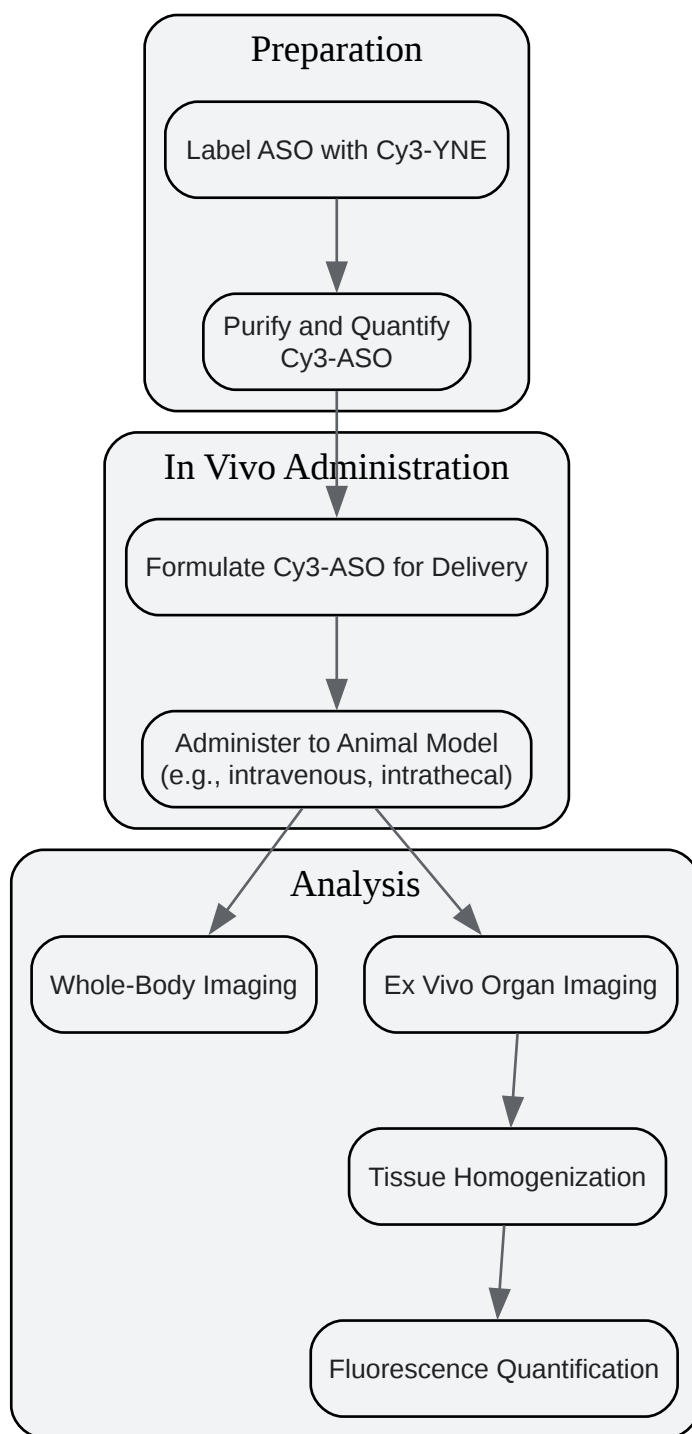 Preparation
Label ASO with Cy3-YNE
Purify and Quantify
Cy3-ASO
In Vivo Administration
Formulate Cy3-ASO for Delivery
Administer to Animal Model
(e.g., intravenous, intrathecal)
Analysis
Whole-Body Imaging
Ex Vivo Organ Imaging
Tissue Homogenization
Fluorescence Quantification